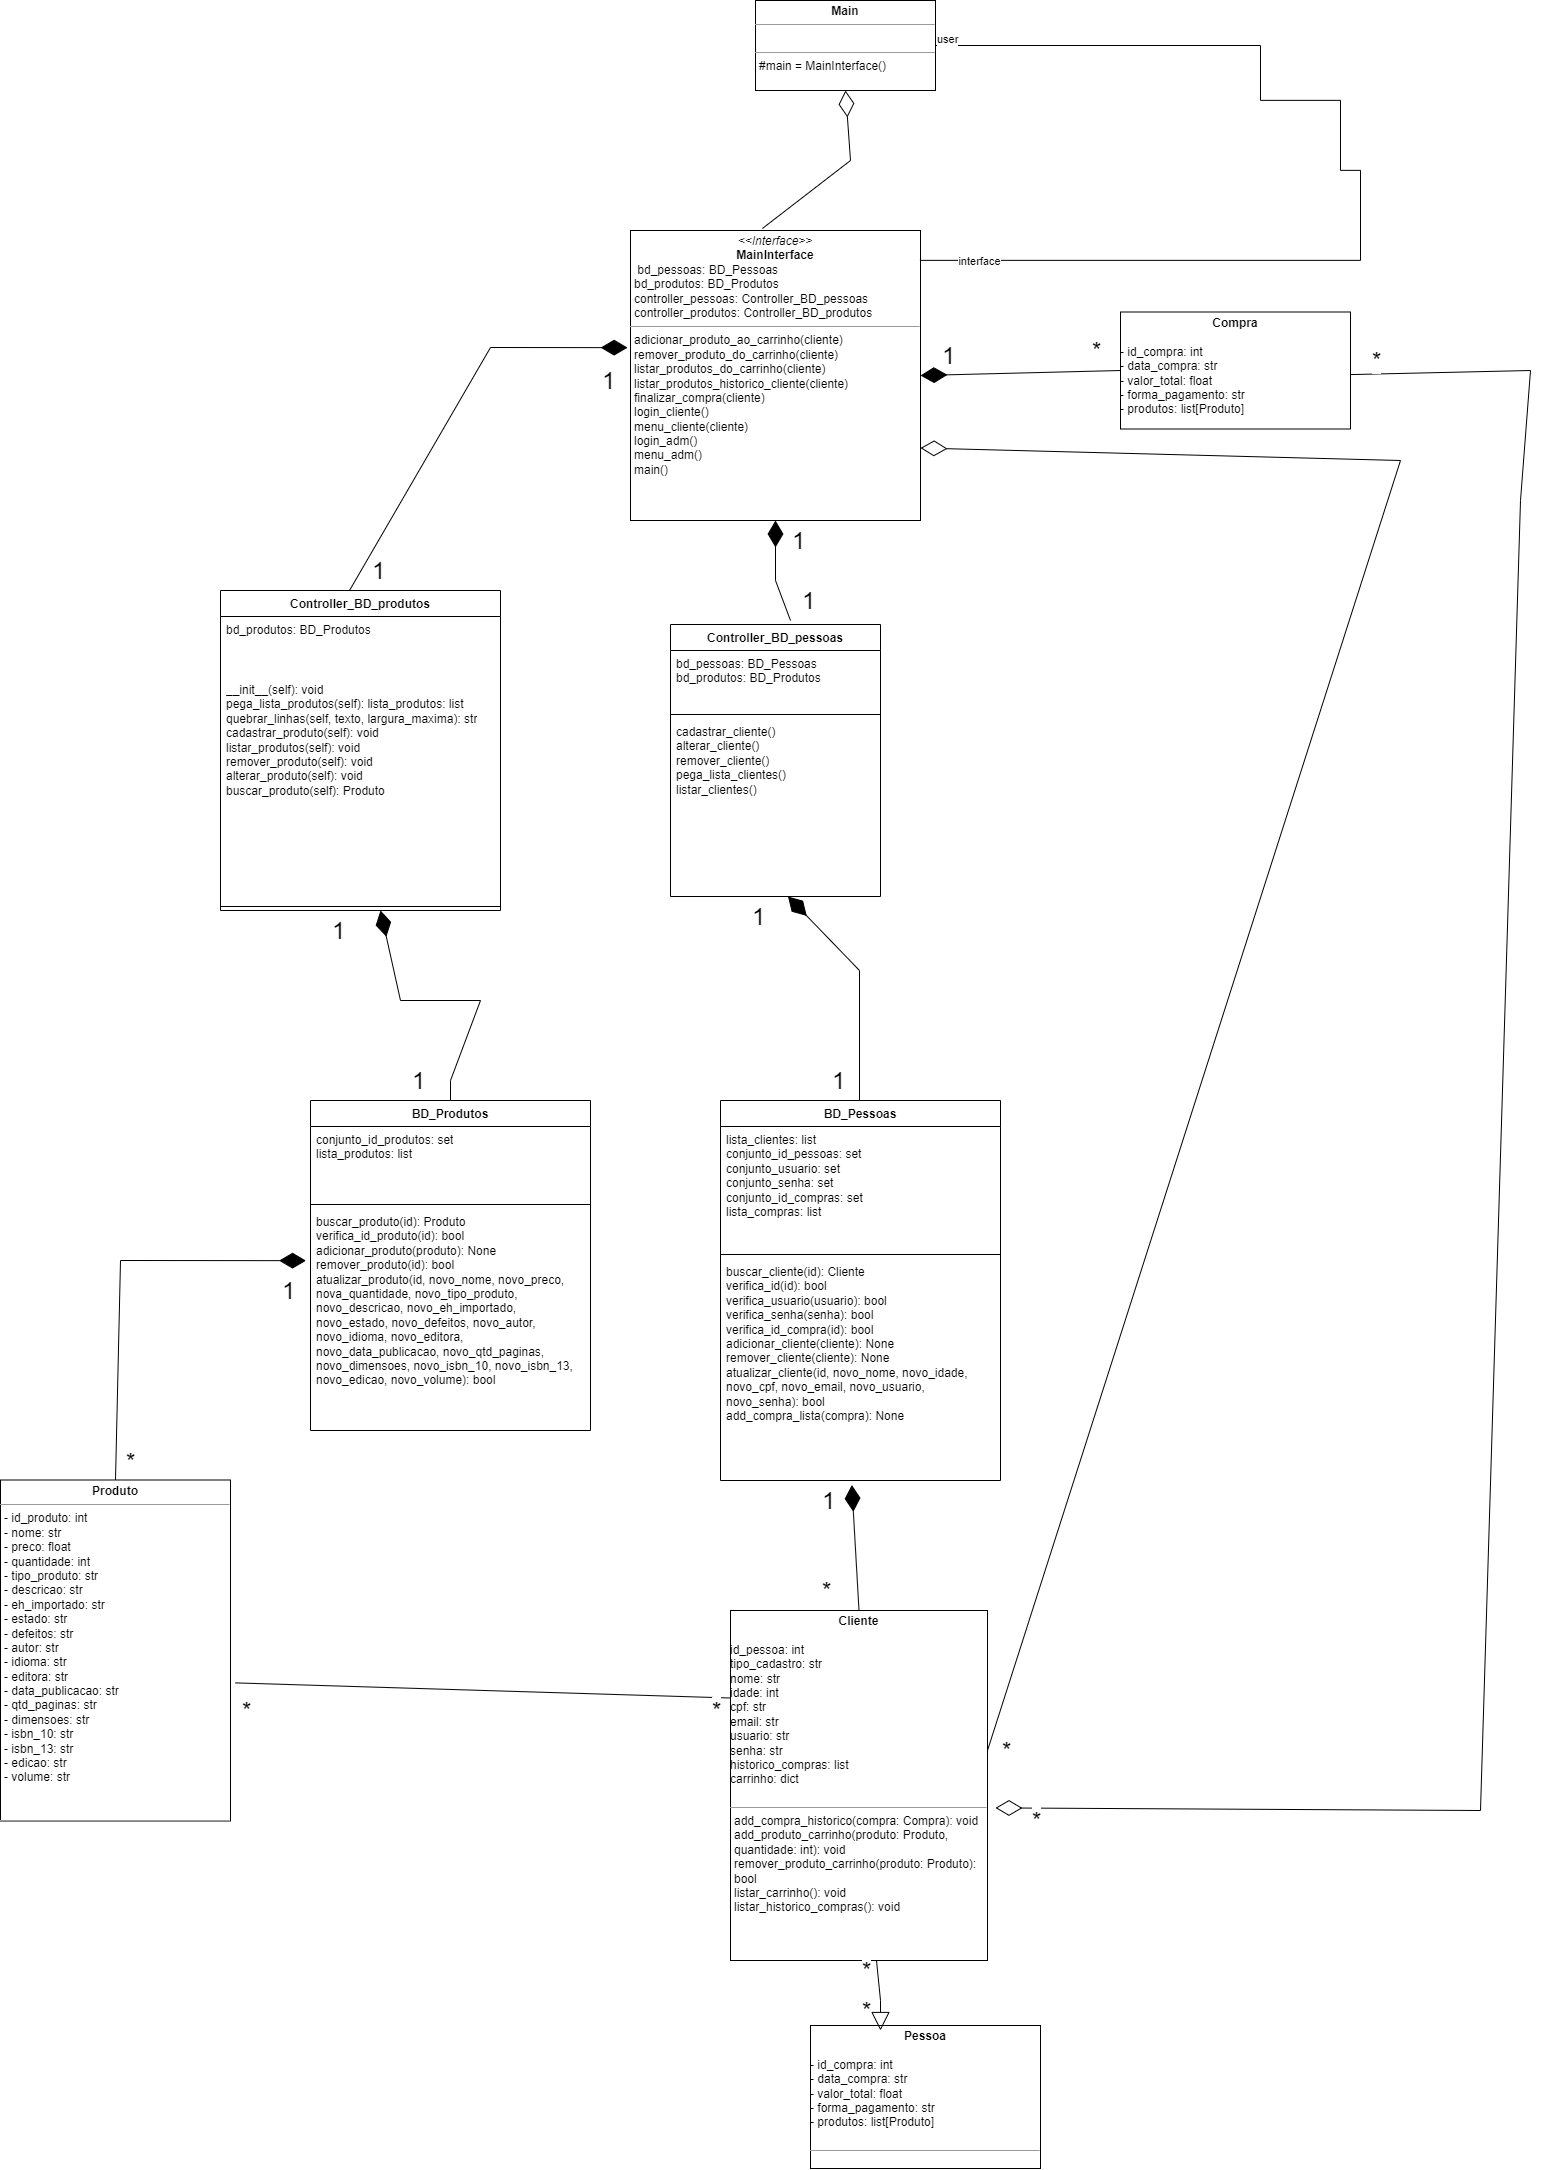 Main
user
#main = MainInterface()
<<Interface>>
MainInterface
bd_pessoas: BD_Pessoas
bd_produtos: BD_Produtos
controller_pessoas: Controller_BD_pessoas
controller_produtos: Controller_BD_produtos
adicionar_produto_ao_carrinho(cliente)
remover_produto_do_carrinho(cliente)
listar_produtos_do_carrinho(cliente)
listar_produtos_historico_cliente(cliente)
finalizar_compra(cliente)
login_cliente()
menu_cliente(cliente)
login_adm()
menu_adm()
main()
interface
1
1
*
Compra
- id_compra: int
- data_compra: str
- valor_total: float
- forma_pagamento: str
- produtos: list[Produto]
*
1
1
1
Controller_BD_produtos
bd_produtos: BD_Produtos
__init__(self): void
pega_lista_produtos(self): lista_produtos: list
quebrar_linhas(self, texto, largura_maxima): str
cadastrar_produto(self): void
listar_produtos(self): void
remover_produto(self): void
alterar_produto(self): void
buscar_produto(self): Produto
Controller_BD_pessoas
bd_pessoas: BD_Pessoas
bd_produtos: BD_Produtos
cadastrar_cliente()
alterar_cliente()
remover_cliente()
pega_lista_clientes()
listar_clientes()
1
1
1
1
BD_Produtos
conjunto_id_produtos: set
lista_produtos: list
buscar_produto(id): Produto
verifica_id_produto(id): bool
adicionar_produto(produto): None
remover_produto(id): bool
atualizar_produto(id, novo_nome, novo_preco,
nova_quantidade, novo_tipo_produto,
novo_descricao, novo_eh_importado,
novo_estado, novo_defeitos, novo_autor,
novo_idioma, novo_editora,
novo_data_publicacao, novo_qtd_paginas,
novo_dimensoes, novo_isbn_10, novo_isbn_13,
novo_edicao, novo_volume): bool
BD_Pessoas
lista_clientes: list
conjunto_id_pessoas: set
conjunto_usuario: set
conjunto_senha: set
conjunto_id_compras: set
lista_compras: list
buscar_cliente(id): Cliente
verifica_id(id): bool
verifica_usuario(usuario): bool
verifica_senha(senha): bool
verifica_id_compra(id): bool
adicionar_cliente(cliente): None
remover_cliente(cliente): None
atualizar_cliente(id, novo_nome, novo_idade,
novo_cpf, novo_email, novo_usuario,
novo_senha): bool
add_compra_lista(compra): None
1
*
1
*
Produto
- id_produto: int
- nome: str
- preco: float
- quantidade: int
- tipo_produto: str
- descricao: str
- eh_importado: str
- estado: str
- defeitos: str
- autor: str
- idioma: str
- editora: str
- data_publicacao: str
- qtd_paginas: str
- dimensoes: str
- isbn_10: str
- isbn_13: str
- edicao: str
- volume: str
*
*
Cliente
id_pessoa: int
tipo_cadastro: str
nome: str
idade: int
cpf: str
email: str
usuario: str
senha: str
historico_compras: list
carrinho: dict
add_compra_historico(compra: Compra): void
add_produto_carrinho(produto: Produto,
quantidade: int): void
remover_produto_carrinho(produto: Produto):
bool
listar_carrinho(): void
listar_historico_compras(): void
*
*
*
*
Pessoa
- id_compra: int
- data_compra: str
- valor_total: float
- forma_pagamento: str
- produtos: list[Produto]